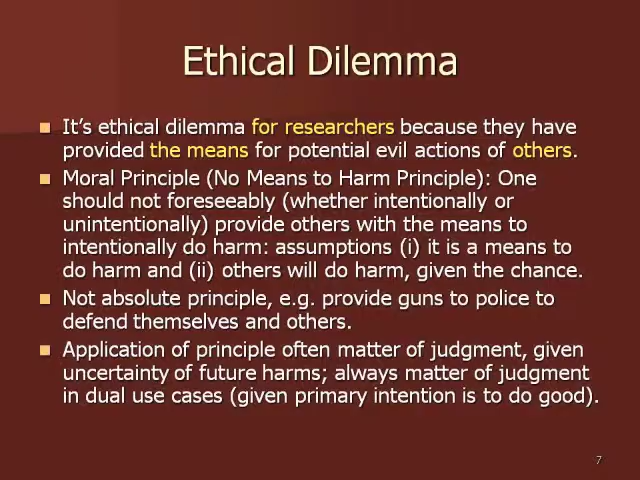 Ethical Dilemma
It's ethical dilemma for researchers because they have
provided the means for potential evil actions of others.
Moral Principle (No Means to Harm Principle): One
should not foreseeably (whether intentionally or
unintentionally) provide others with the means to
intentionally do harm: assumptions (i) it is a means to
do harm and (ii) others will do harm, given the chance.
Not absolute principle, e.g. provide guns to police to
defend themselves and others.
Application of principle often matter of judgment, given
uncertainty of future harms; always matter of judgment
in dual use cases (given primary intention is to do good).
7